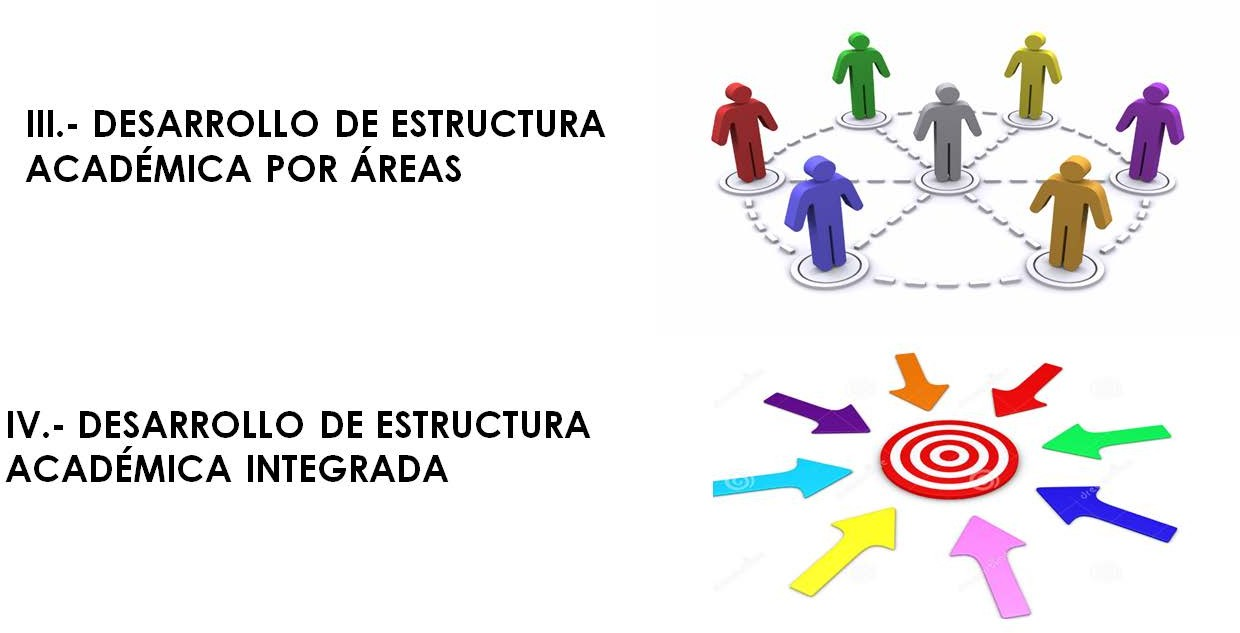 III.- DESARROLLO DE ESTRUCTURA
ACADÉMICA POR ÁREAS
IV.- DESARROLLO DE ESTRUCTURA
ACADÉMICA INTEGRADA